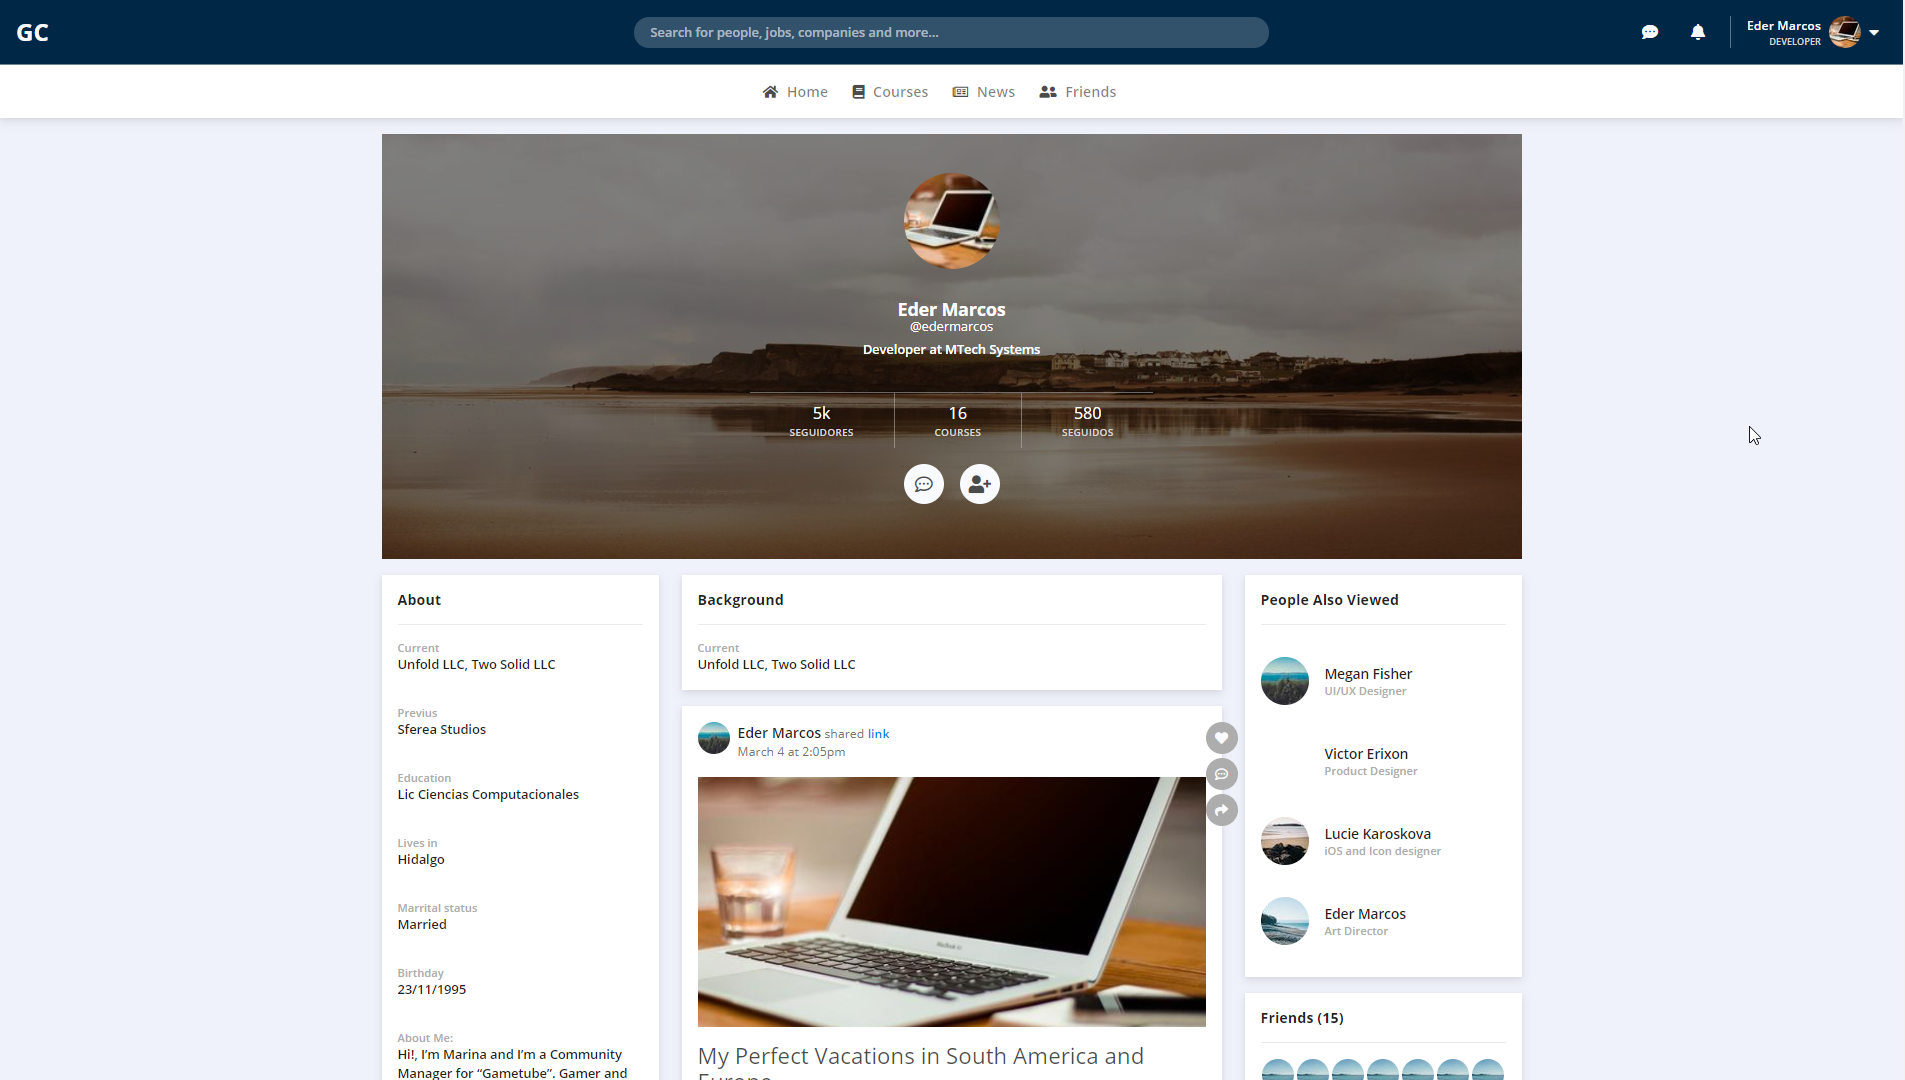 GC
Search for people, jobs, companies and more...
Eder Marcos
DEVELOPER
Home
Courses
News
Friends
Eder Marcos
@edermarcos
Developer at MTech Systems
5k
SEGUIDORES
16
COURSES
580
SEGUIDOS
About
Current
Unfold LLC, Two Solid LLC
Previus
Sferea Studios
Education
Lic Ciencias Computacionales
Lives in
Hidalgo
Marrital status
Married
Birthday
23/11/1995
About Me:
Hi!, I’m Marina and I’m a Community
Manager for “Gametube”. Gamer and
Background
Current
Unfold LLC, Two Solid LLC
Eder Marcos shared link
March 4 at 2:05pm
My Perfect Vacations in South America and
Europe
People Also Viewed
Megan Fisher
UI/UX Designer
Victor Erixon
Product Designer
Lucie Karoskova
iOS and Icon designer
Eder Marcos
Art Director
Friends (15)